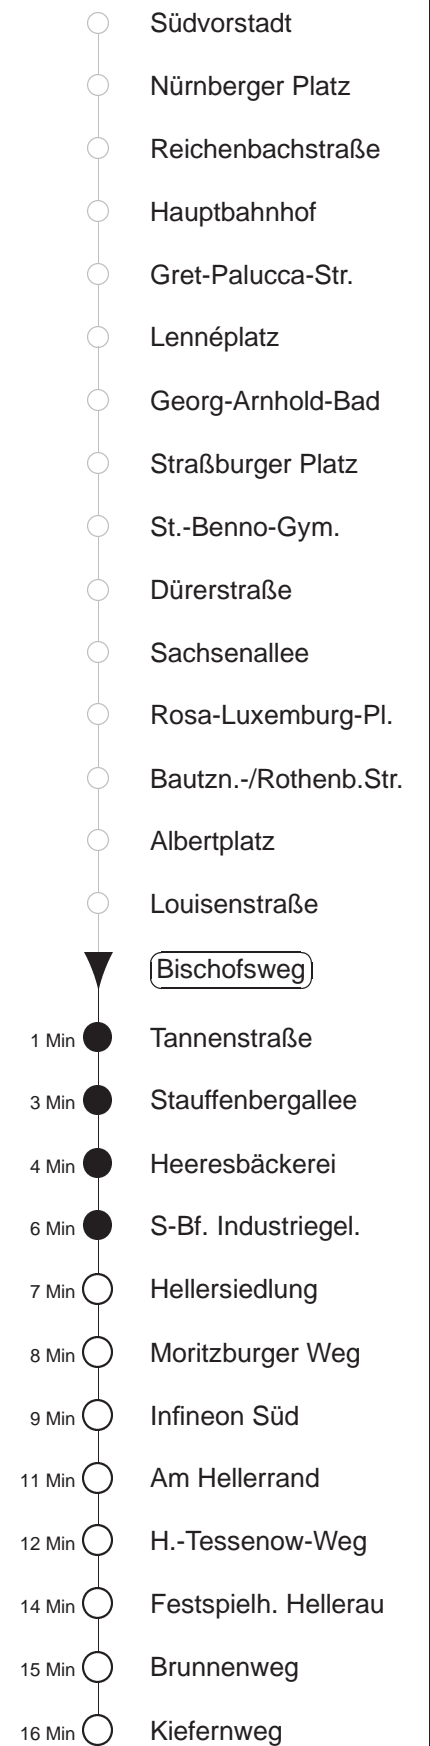 Südvorstadt
Nürnberger Platz
Reichenbachstraße
Hauptbahnhof
Gret-Palucca-Str.
Lennéplatz
Georg-Arnhold-Bad
Straßburger Platz
St.-Benno-Gym.
Dürerstraße
Sachsenallee
Rosa-Luxemburg-Pl.
Bautzn.-/Rothenb.Str.
Albertplatz
Louisenstraße
Bischofsweg
1 Min Tannenstraße
3 Min Stauffenbergallee
4 Min Heeresbäckerei
6 Min S-Bf. Industriegel.
7 Min Hellersiedlung
8 Min Moritzburger Weg
9 Min Infineon Süd
11 Min Am Hellerrand
12 Min H.-Tessenow-Weg
14 Min Festspielh. Hellerau
15 Min Brunnenweg
16 Min Kiefernweg